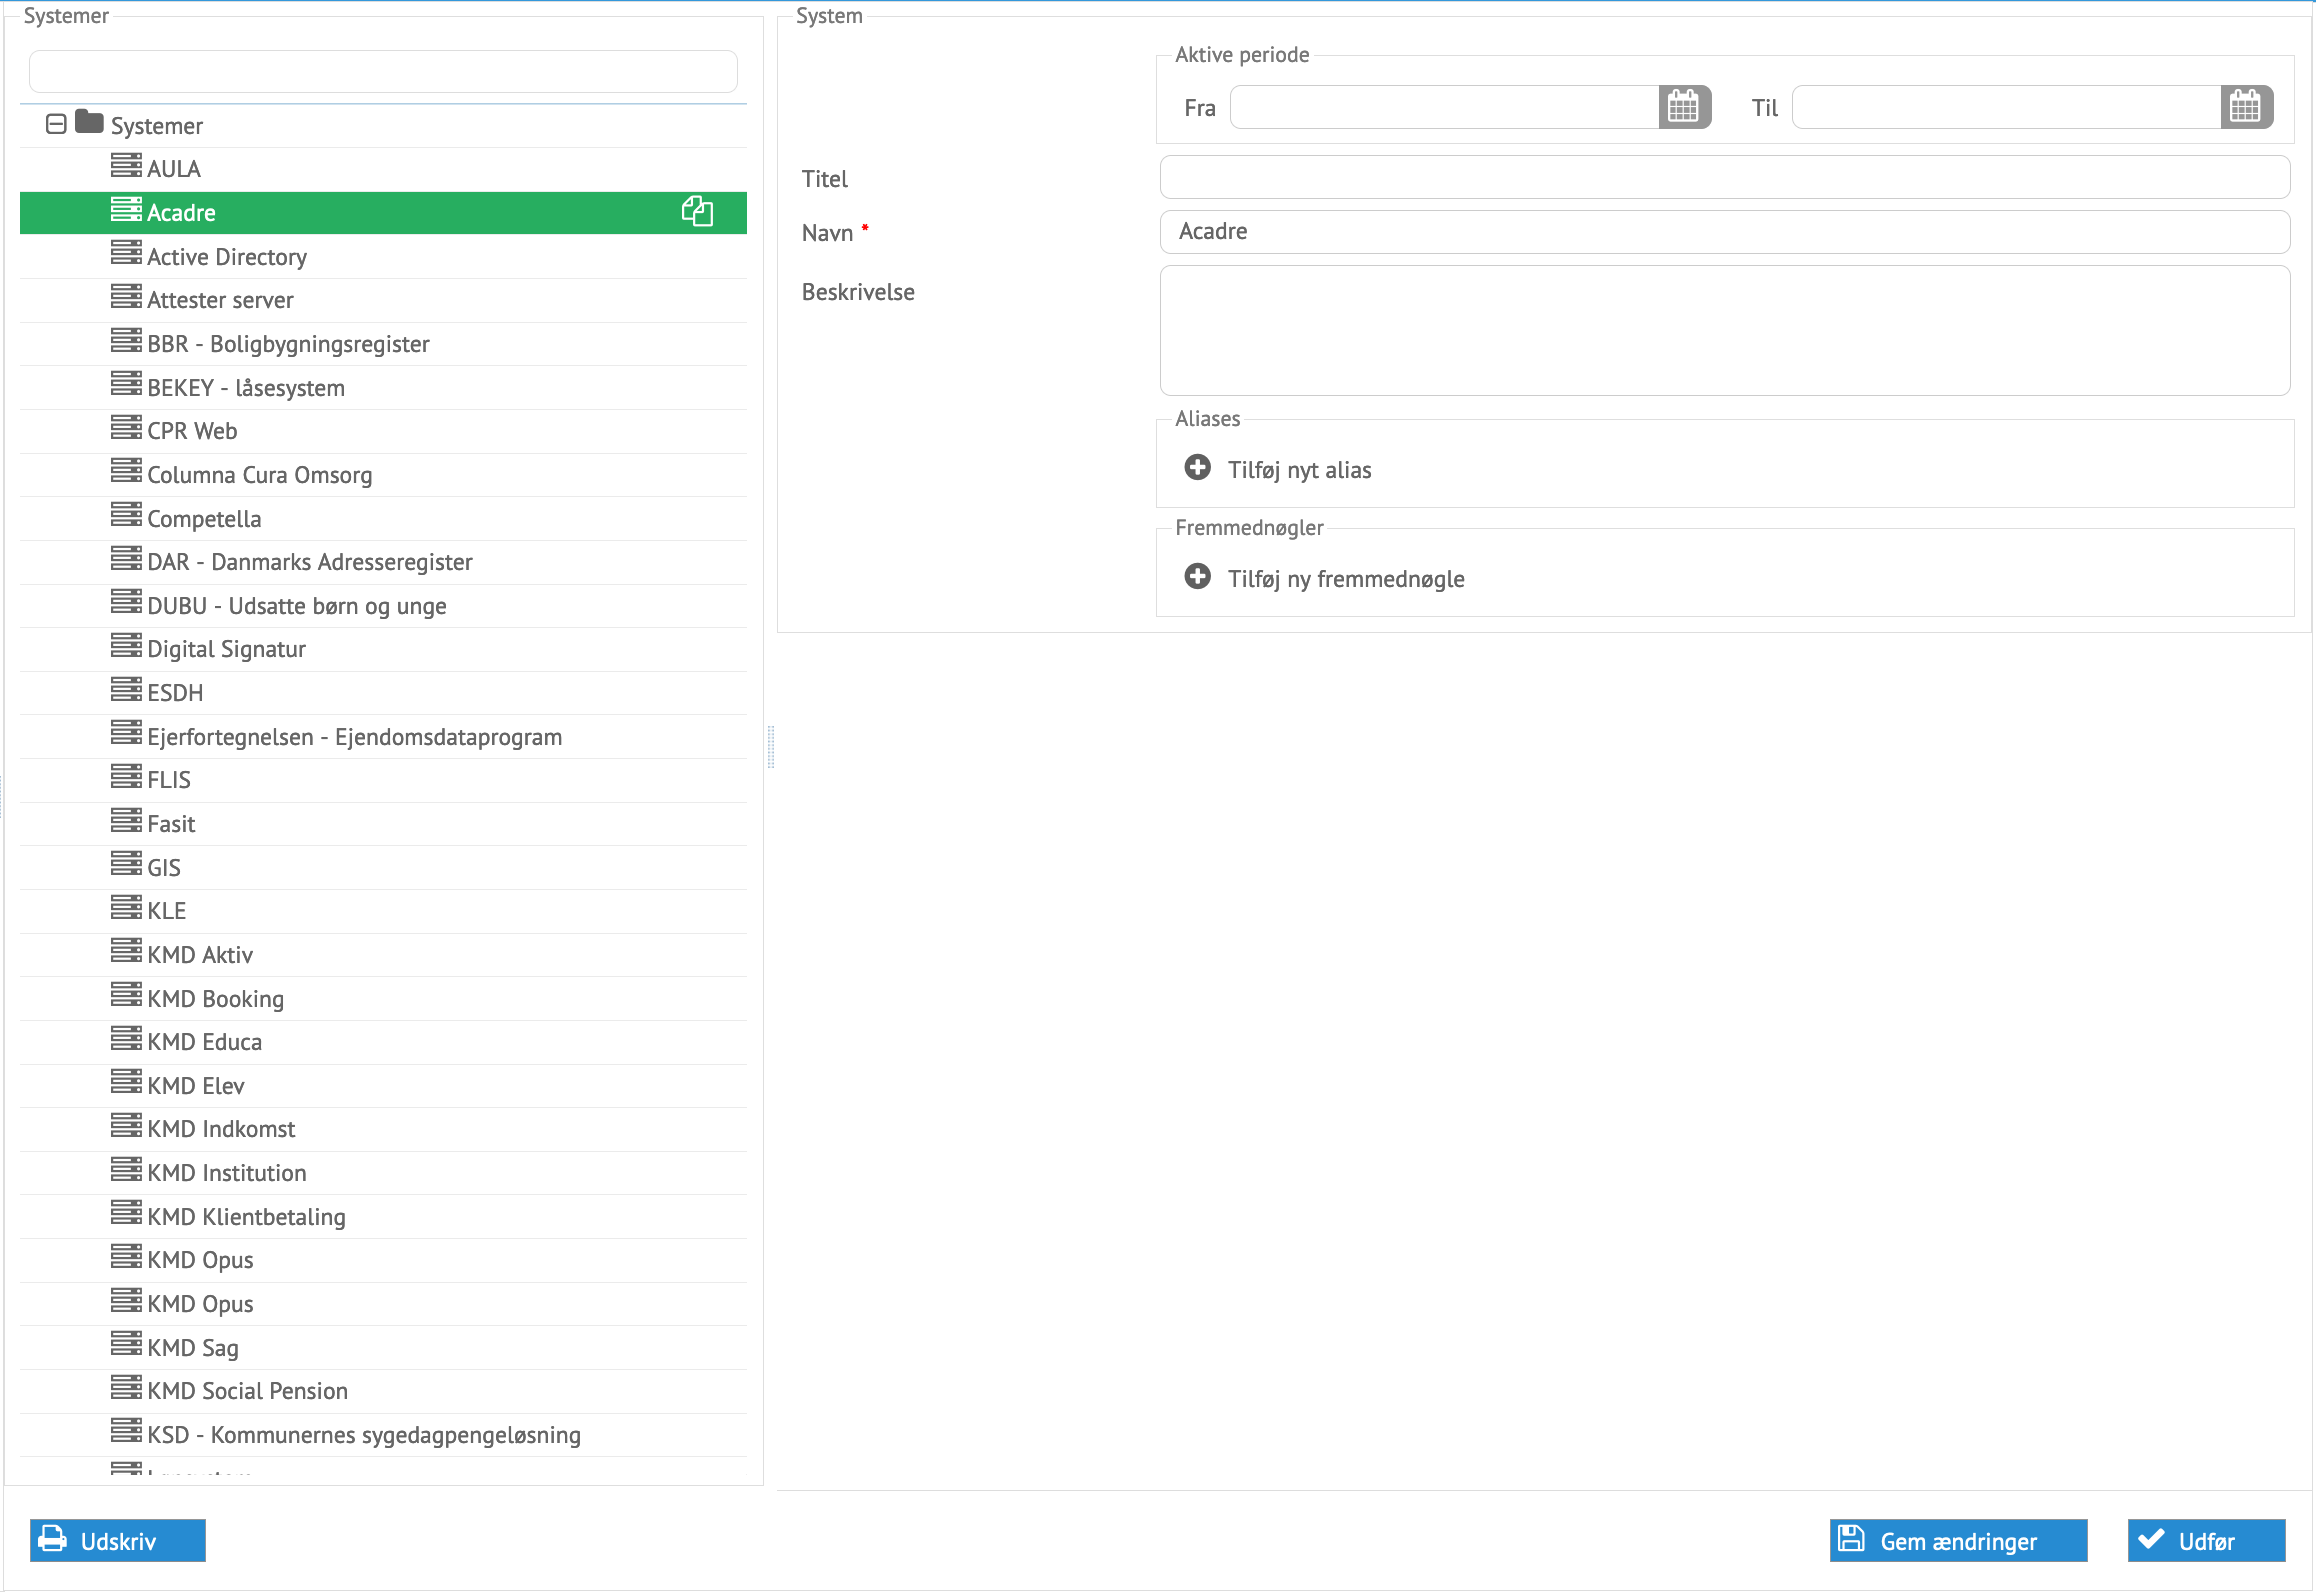 Systemer
Systemer
AULA
Acadre
Active Directory
Attester server
BBR - Boligbygningsregister
BEKEY - låsesystem
CPR Web
Columna Cura Omsorg
Competella
DAR - Danmarks Adresseregister
DUBU - Udsatte børn og unge
Digital Signatur
ESDH
Ejerfortegnelsen - Ejendomsdataprogram
FLIS
Fasit
GIS
KLE
KMD Aktiv
KMD Booking
KMD Educa
KMD Elev
KMD Indkomst
KMD Institution
KMD Klientbetaling
KMD Opus
KMD Opus
KMD Sag
KMD Social Pension
KSD - Kommunernes sygedagpengeløsning
Udskriv
System
Aktive periode
Fra
Til
Titel
Navn *
Acadre
Beskrivelse
Aliases
Tilføj nyt alias
Fremmednøgler
Tilføj ny fremmednøgle
Gem ændringer
Udfør